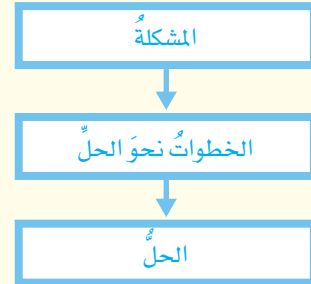 المشكلةُ
الخطواتُ نحوَ الحلِّ
الحلُّ